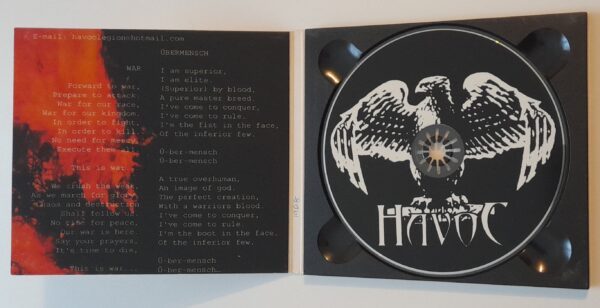 E-mail: havoclegion@hotmail.com
WAR
Forward to war,
Prepare to attack.
War for our race,
War for our kingdom.
In order to fight,
In order to kill,
No need for mercy,
Execute them all.
This is war...
We crush the weak,
As we march for glory.
Chaos and destruction
Shall follow us.
No time for peace,
Our war is here.
Say your prayers,
It's time to die.
This is war...
ÜBERMENSCH
I am superior,
I am elite.
(Superior) by blood,
A pure master breed.
I've come to conquer,
I've come to rule.
I'm the fist in the face,
Of the inferior few.
Ü-ber-mensch
Ü-ber-mensch
A true overhuman,
An image of god.
The perfect creation,
With a warriors blood
I've come to conquer,
I've come to rule
I'm the boot in the face,
Of the inferior few.
Ü-ber-mensch
Ü-ber-mensch…
HAVOC